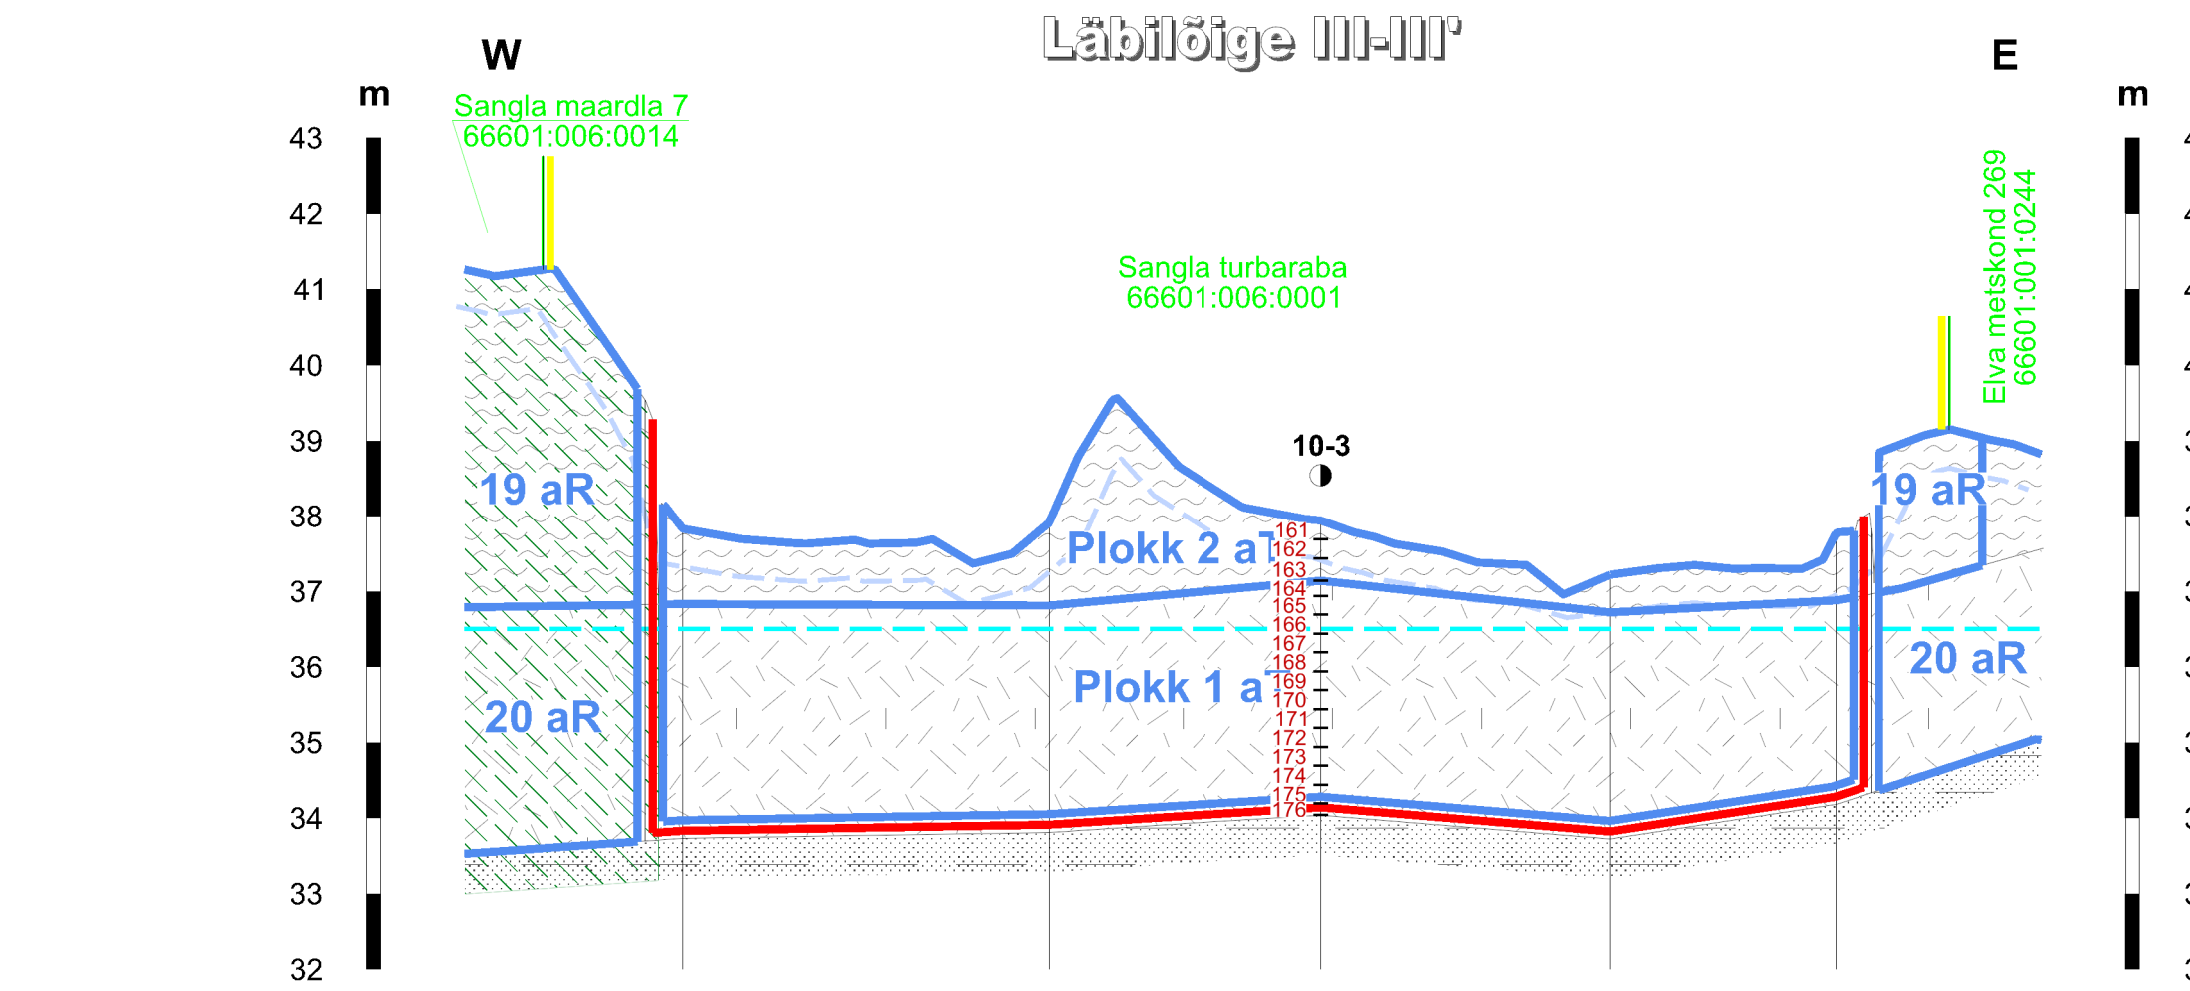 Läbilõige III-III'
W
E
m
m
Sangla maardla 7
66601:006:0014
43
42
41
40
39
38
37
36
35
34
33
32
Sangla turbaraba
66601:006:0001
Elva metskond 269
66601:001:0244
10-3
19 aR
19 aR
Plokk 2 aT
Plokk 1 aT
20 aR
20 aR
161
162
163
164
165
166
167
168
169
170
171
172
173
174
175
176